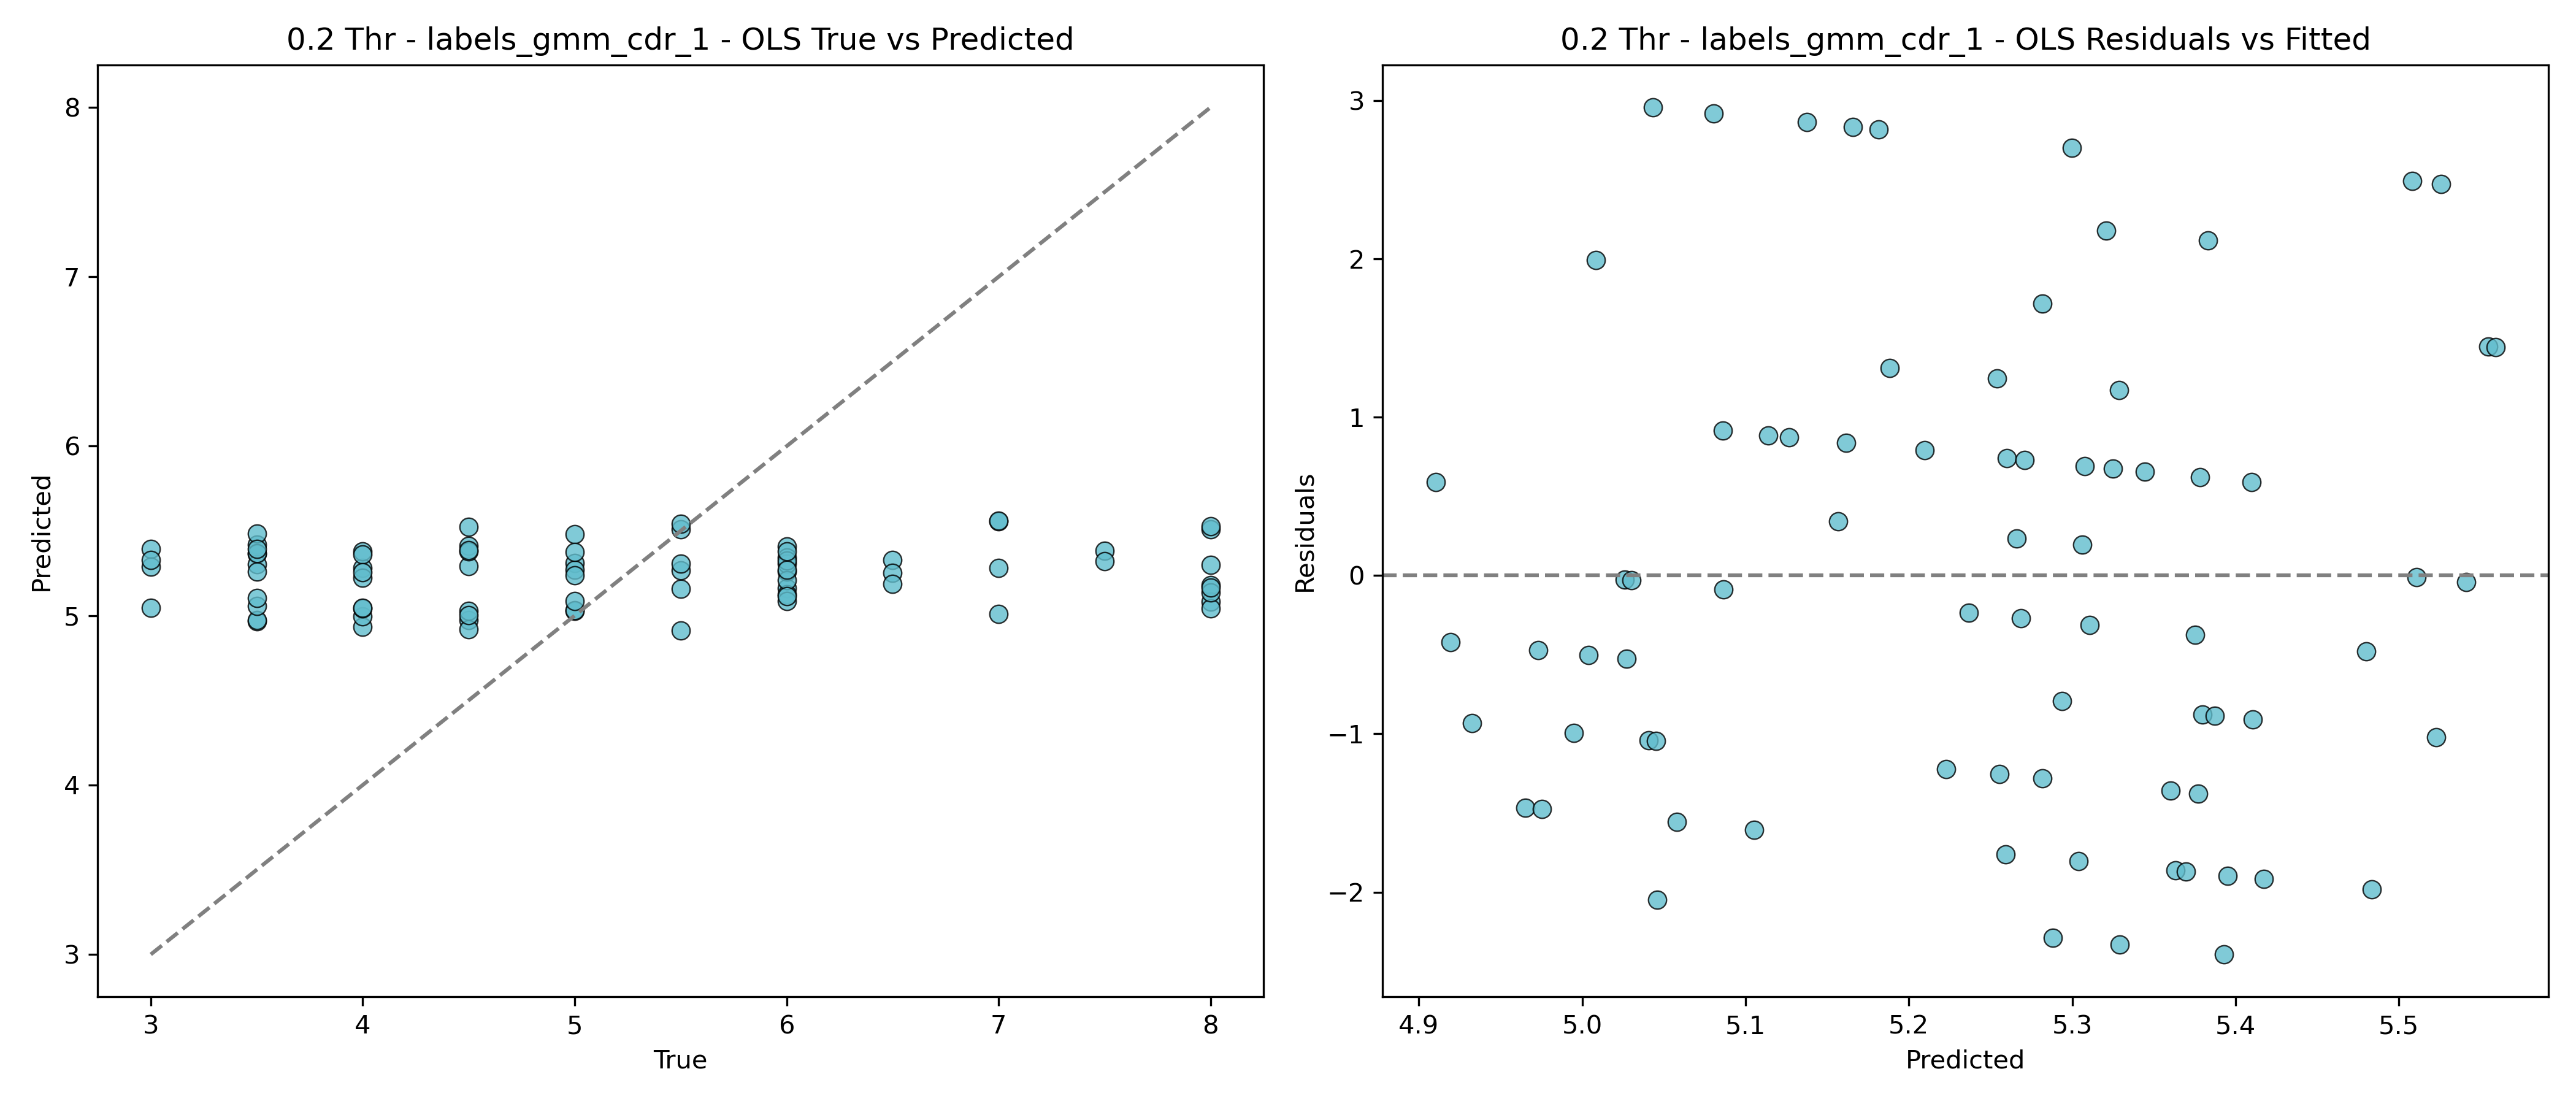 0.2 Thr - labels_gmm_cdr_1 - OLS True vs Predicted
8
7
6
5
4
3
Predicted
3 4 5 6 7 8
True
0.2 Thr - labels_gmm_cdr_1 - OLS Residuals vs Fitted
3
2
1
0
−1
−2
Residuals
4.9 5.0 5.1 5.2 5.3 5.4 5.5
Predicted